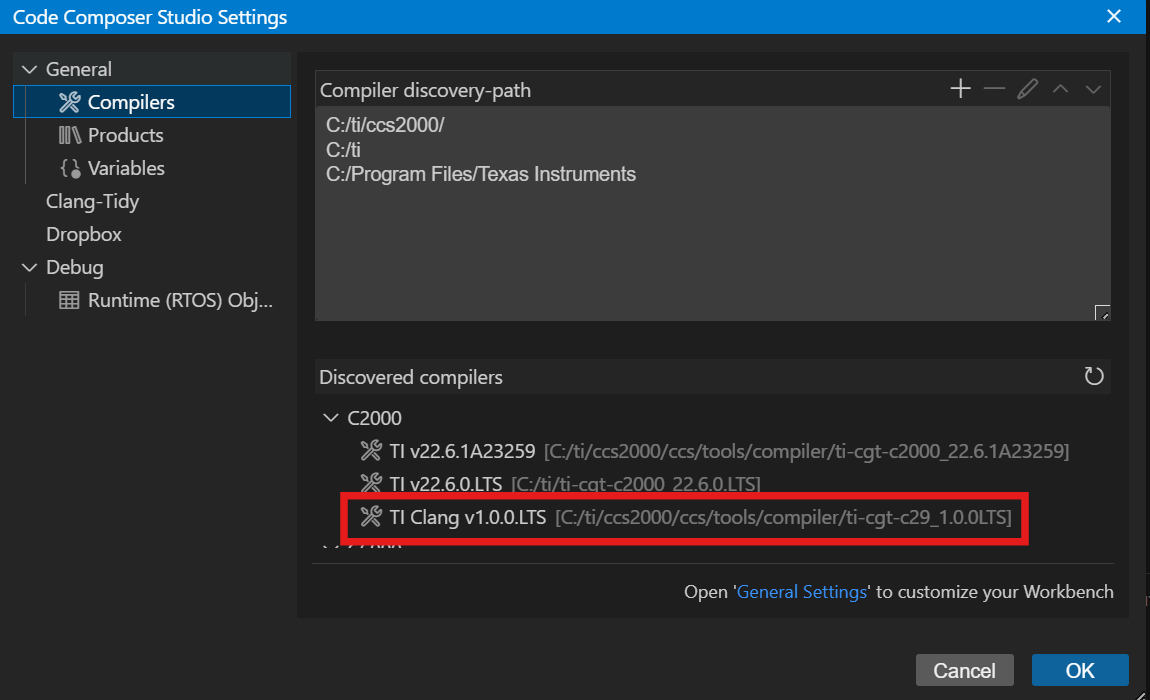 Code Composer Studio Settings
General
Compilers
Products
Variables
Clang-Tidy
Dropbox
Debug
Runtime (RTOS) Obj...
Compiler discovery-path
C:/ti/ccs2000/
C:/ti
C:/Program Files/Texas Instruments
Discovered compilers
C2000
TI v22.6.1A23259 [C:/ti/ccs2000/ccs/tools/compiler/ti-cgt-c2000_22.6.1A23259]
TI v22.6.0.LTS [C:/ti/ti-cgt-c2000_22.6.0.LTS]
TI Clang v1.0.0.LTS [C:/ti/ccs2000/ccs/tools/compiler/ti-cgt-c29_1.0.0LTS]
Open 'General Settings' to customize your Workbench
Cancel
OK